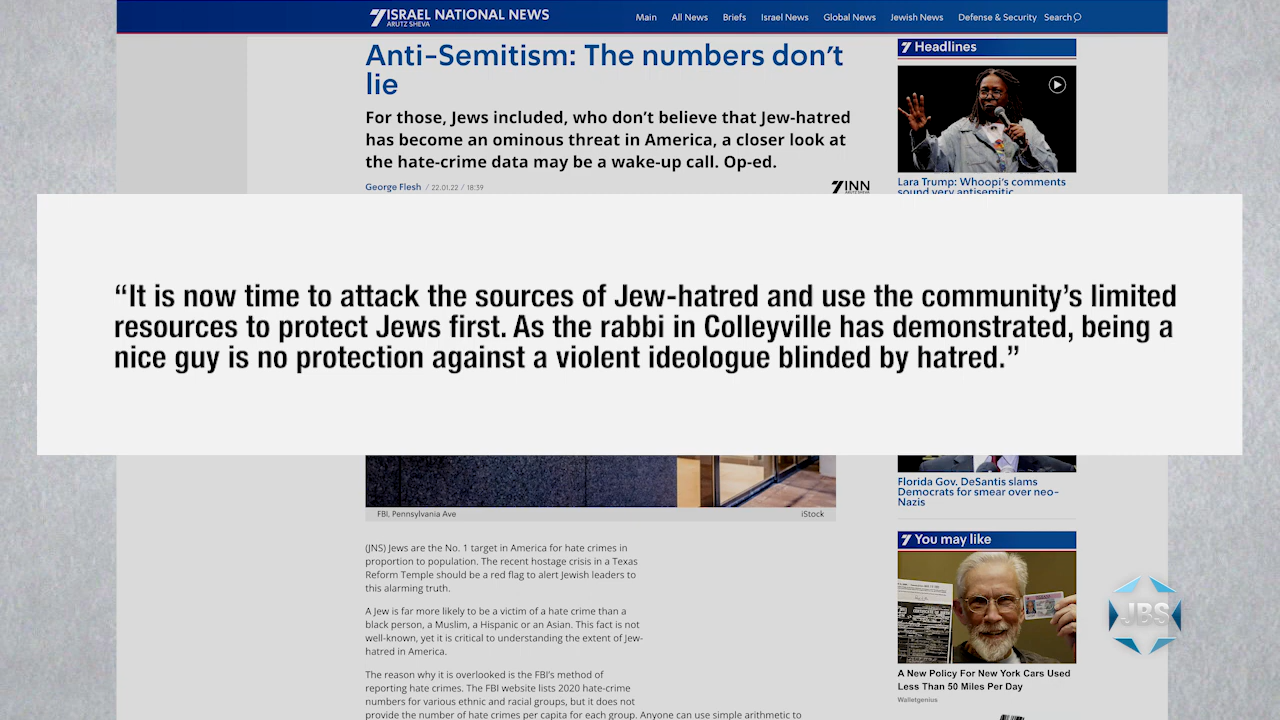 7ISRAEL NATIONAL NEWS
ARUTZ SHEVA
Main All News Briefs Israel News Global News Jewish News Defense & Security Search
Anti-Semitism: The numbers don't
lie
For those, Jews included, who don't believe that Jew-hatred
has become an ominous threat in America, a closer look at
the hate-crime data may be a wake-up call. Op-ed.
George Flesh / 22.01.22 / 18:39
7INN
ARUTZ SHEVA
7 Headlines
Lara Trump: Whoopi's comments
sound very antisemitic
“It is now time to attack the sources of Jew-hatred and use the community’s limited
resources to protect Jews first. As the rabbi in Colleyville has demonstrated, being a
nice guy is no protection against a violent ideologue blinded by hatred.”
FBI, Pennsylvania Ave
iStock
Florida Gov. DeSantis slams
Democrats for smear over neo-
Nazis
(JNS) Jews are the No. 1 target in America for hate crimes in
proportion to population. The recent hostage crisis in a Texas
Reform Temple should be a red flag to alert Jewish leaders to
this alarming truth.
A Jew is far more likely to be a victim of a hate crime than a
black person, a Muslim, a Hispanic or an Asian. This fact is not
well-known, yet it is critical to understanding the extent of Jew-
hatred in America.
The reason why it is overlooked is the FBI's method of
reporting hate crimes. The FBI website lists 2020 hate-crime
numbers for various ethnic and racial groups, but it does not
provide the number of hate crimes per capita for each group. Anyone can use simple arithmetic to
7 You may like
A New Policy For New York Cars Used
Less Than 50 Miles Per Day
Walletgenius
JBS